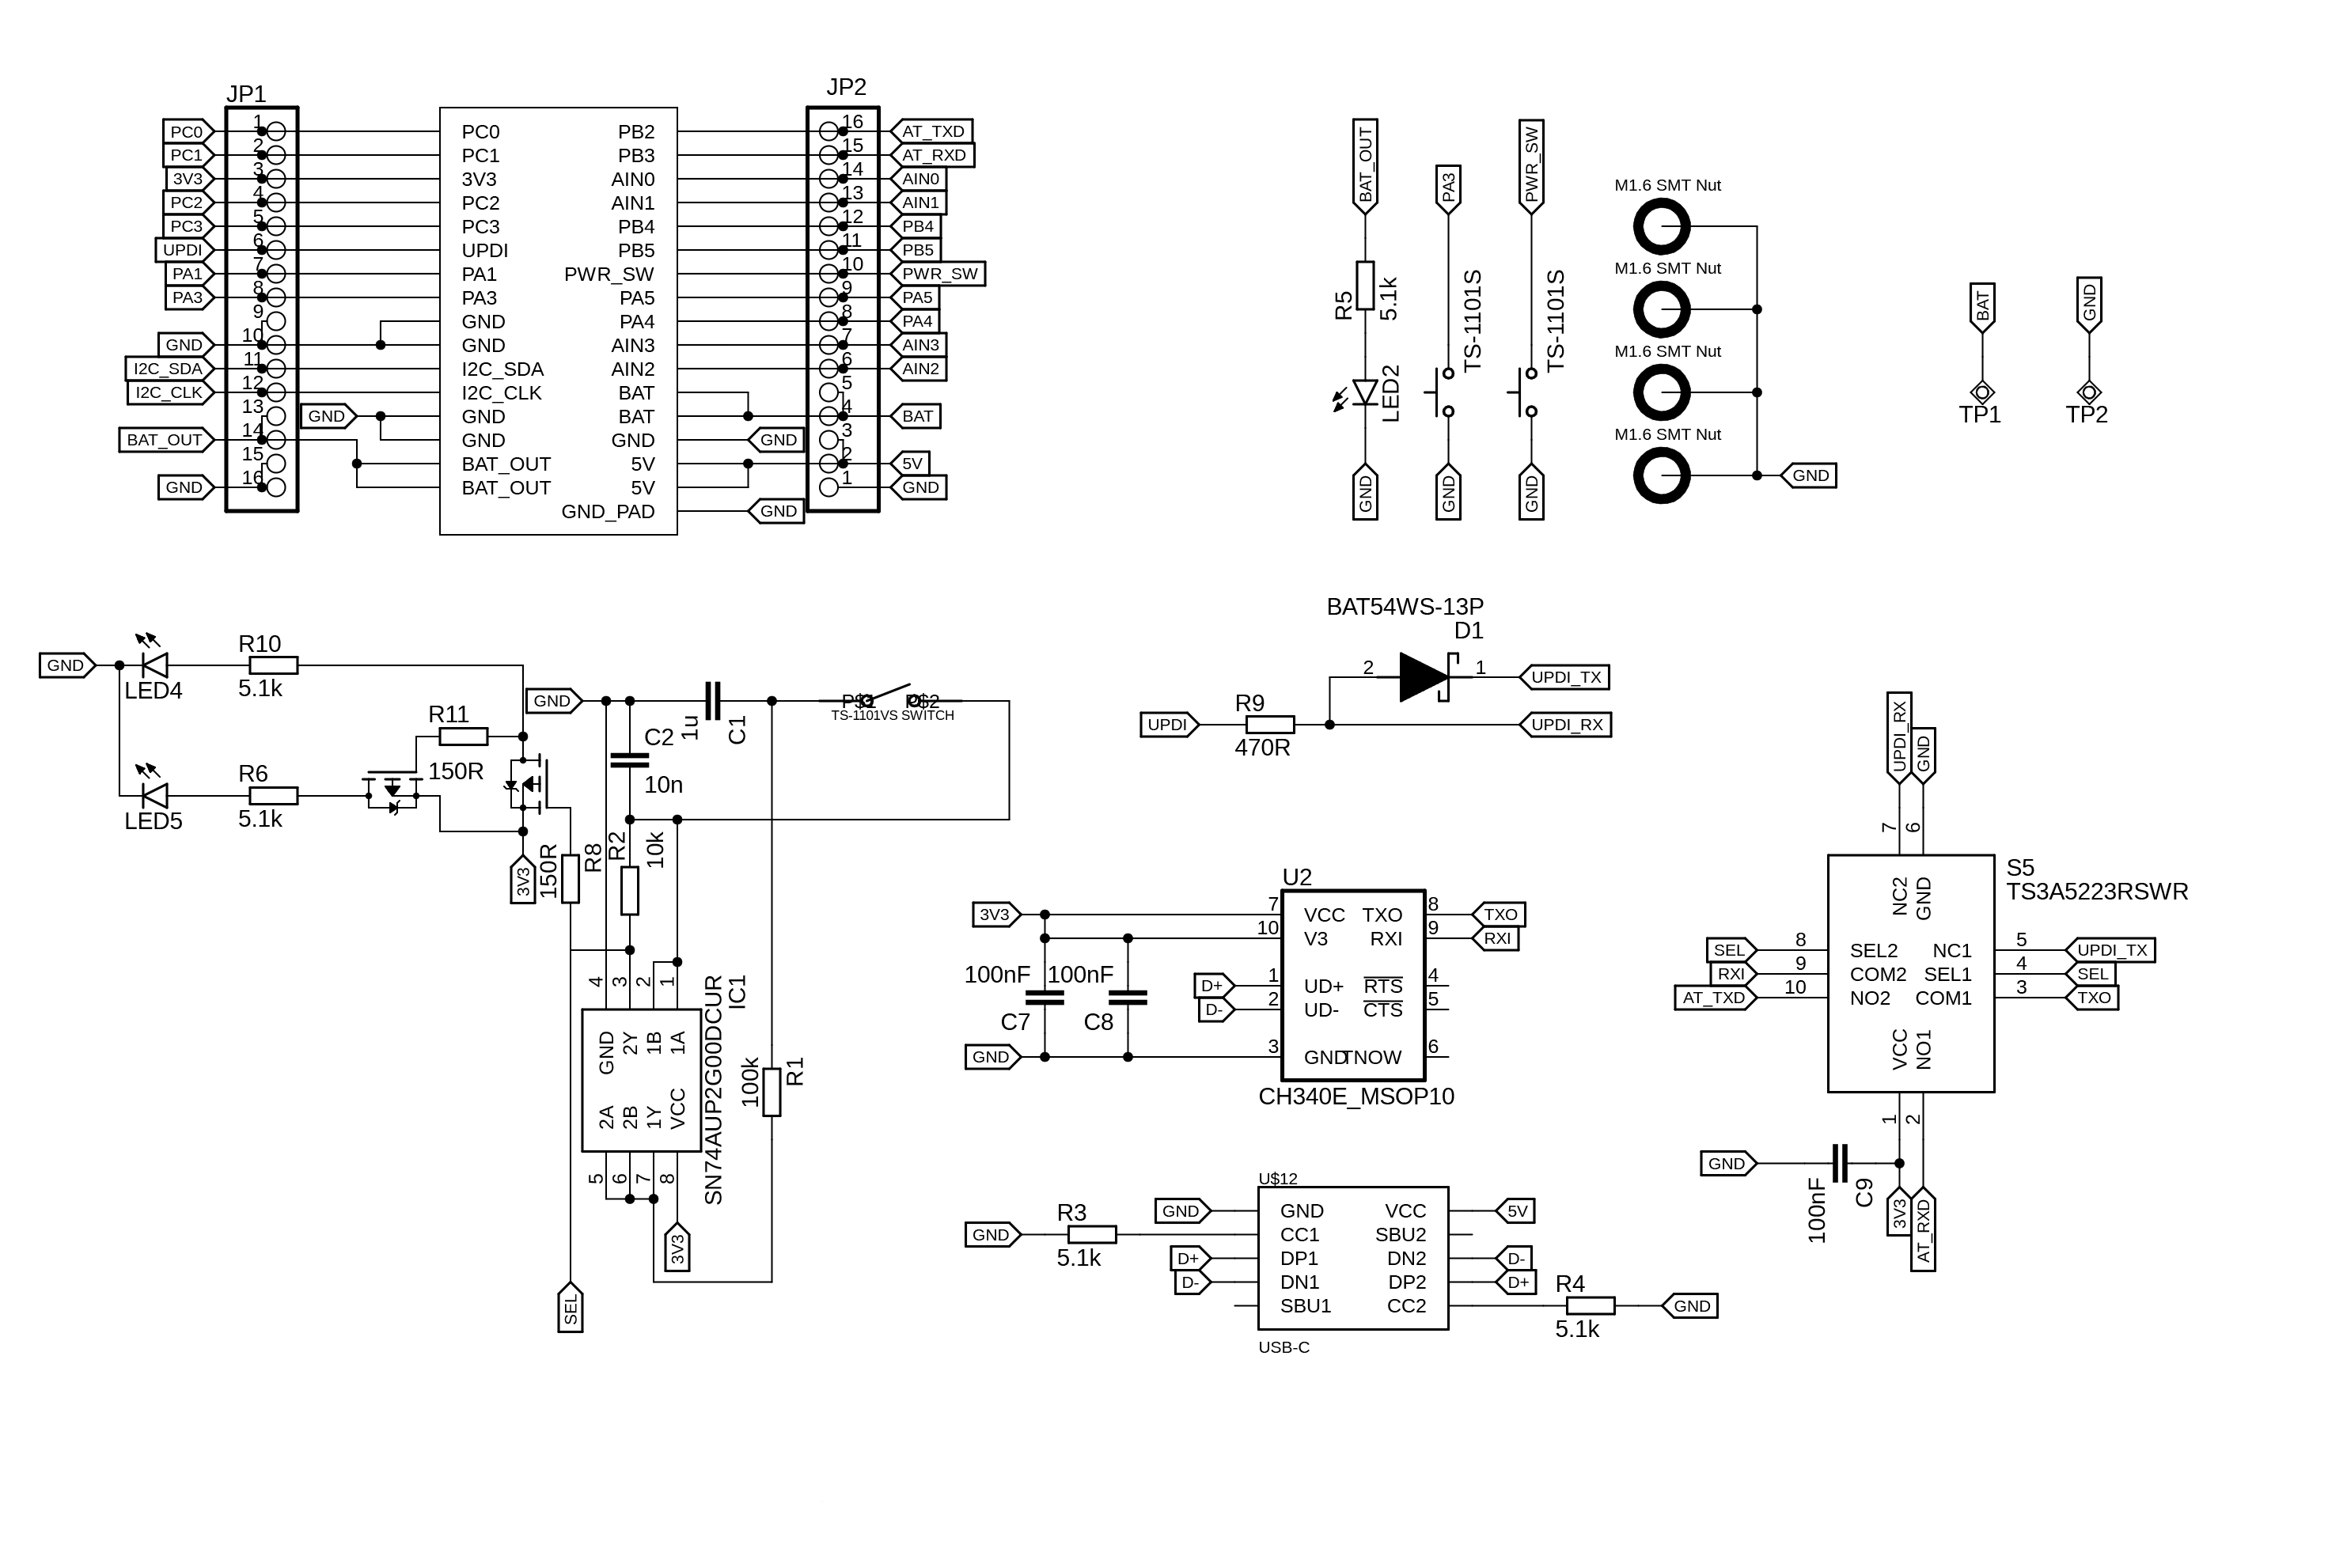 JP1
JP2
PC0 1 PC0 PB2 16 AT_TXD
PC1 2 PC1 PB3 15 AT_RXD
3V3 3 3V3 AIN0 14 AIN0
PC2 4 PC2 AIN1 13 AIN1
PC3 5 PC3 PB4 12 PB4
UPDI 6 UPDI PB5 11 PB5
PA1 7 PA1 PWR_SW 10 PWR_SW
PA3 8 PA3 PA5 9 PA5
9 GND PA4 8 PA4
GND 10 GND AIN3 7 AIN3
I2C_SDA 11 I2C_SDA AIN2 6 AIN2
I2C_CLK 12 I2C_CLK BAT 5
13 GND GND BAT 4 BAT
BAT_OUT 14 GND GND GND 3
15 BAT_OUT 5V 2 5V
GND 16 BAT_OUT 5V 1 GND
GND_PAD GND
BAT_OUT
R5
5.1k
LED2
GND
PA3
TS-1101S
GND
PWR_SW
TS-1101S
GND
M1.6 SMT Nut
M1.6 SMT Nut
M1.6 SMT Nut
M1.6 SMT Nut
GND
BAT
TP1
GND
TP2
GND
LED4
R10
5.1k
LED5
R6
5.1k
R11
150R
3V3
150R
R8
SEL
GND
C2
10n
1u
C1
P$1 P$2
TS-1101VS SWITCH
R2
10k
4 3 2 1
GND 2Y 1B 1A
2A 2B 1Y VCC
5 6 7 8
SN74AUP2G00DCUR
IC1
3V3
100k
R1
BAT54WS-13P
D1
2 1 UPDI_TX
R9
UPDI UPDI_RX
470R
U2
3V3 7 VCC TXO 8 TXO
10 V3 RXI 9 RXI
100nF 100nF
D+ 1 UD+ RTS 4
D- 2 UD- CTS 5
C7 C8
GND 3 GND TNOW 6
CH340E_MSOP10
U$12
GND GND VCC 5V
R3
GND CC1 SBU2
5.1k
D+ DP1 DN2 D-
D- DN1 DP2 D+
SBU1 CC2
R4
GND
5.1k
USB-C
UPDI_RX GND
7 6
S5
TS3A5223RSWR
NC2 GND
SEL 8 SEL2 NC1 5 UPDI_TX
RXI 9 COM2 SEL1 4 SEL
AT_TXD 10 NO2 COM1 3 TXO
VCC NO1
1 2
GND
100nF
C9
3V3 AT_RXD